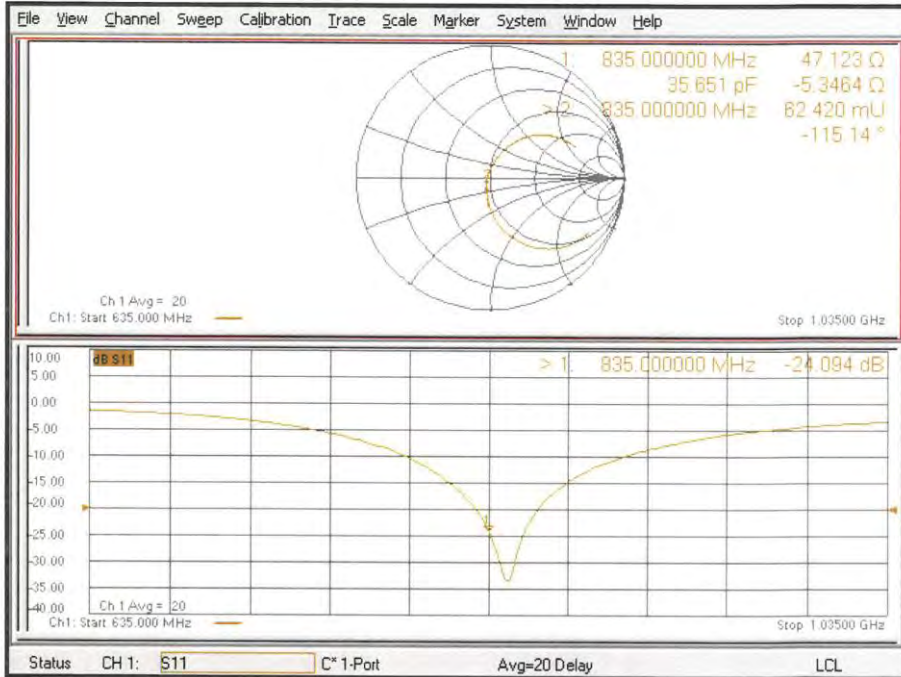 File View Channel Sweep Calibration Trace Scale Marker System Window Help
1: 835.000000 MHz 47.123 Ω
35.651 pF -5.3464 Ω
> 2: 835.000000 MHz 62.420 mU
-115.14 °
Ch 1 Avg = 20
Ch1: Start 635.000 MHz
Stop 1.03500 GHz
10.00
dB S11
> 1: 835.000000 MHz -24.094 dB
5.00
0.00
-5.00
-10.00
-15.00
-20.00
-25.00
1
-30.00
-35.00
-40.00
Ch 1 Avg = 20
Ch1: Start 635.000 MHz
Stop 1.03500 GHz
Status CH 1: S11 C* 1-Port Avg=20 Delay LCL